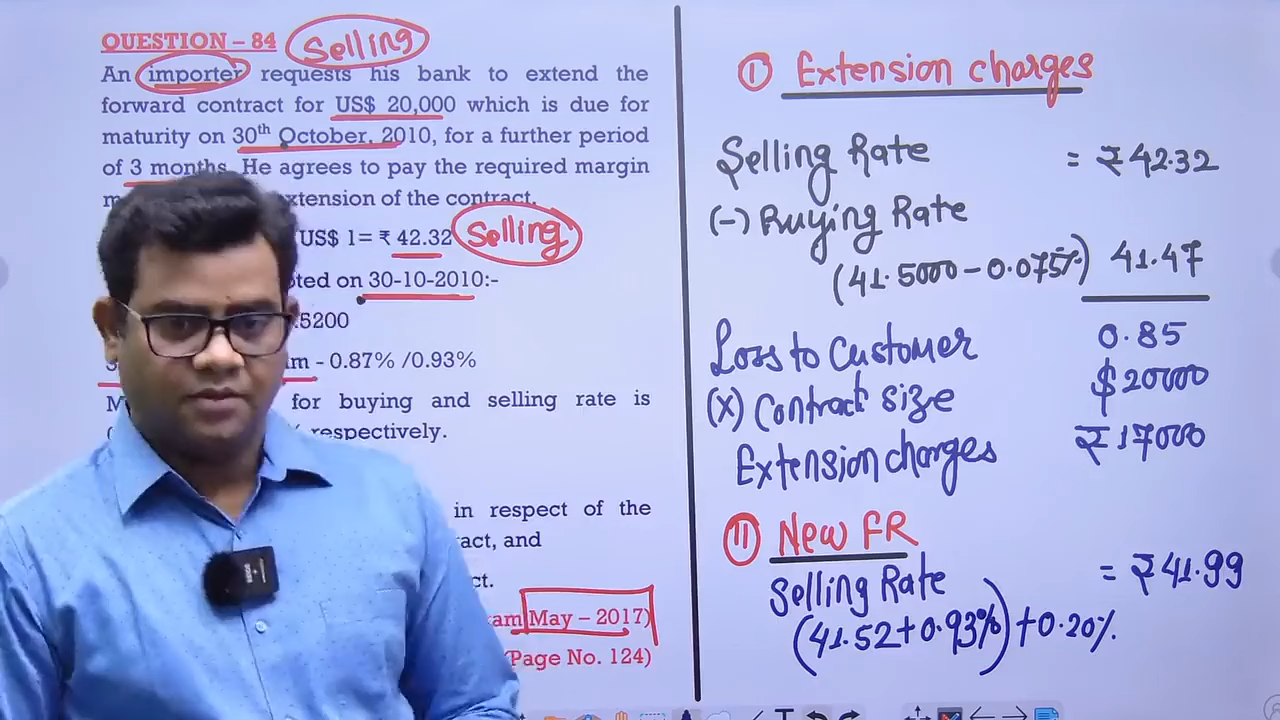 QUESTION – 84 Selling
An importer requests his bank to extend the
forward contract for US$ 20,000 which is due for
maturity on 30th October, 2010, for a further period
of 3 months. He agrees to pay the required margin
extension of the contract.
US$ 1= ₹ 42.32 Selling
on 30-10-2010:-
5200
- 0.87% /0.93%
for buying and selling rate is
respectively.
in respect of the
and
May – 2017)
(Page No. 124)
① Extension charges
Selling Rate = ₹42.32
(-) Buying Rate
(41.5000 - 0.075%) 41.47
Loss to Customer 0.85
(x) Contract size $20000
Extension charges ₹17000
⑪ New FR
Selling Rate = ₹41.99
(41.52+0.93%)+0.20%